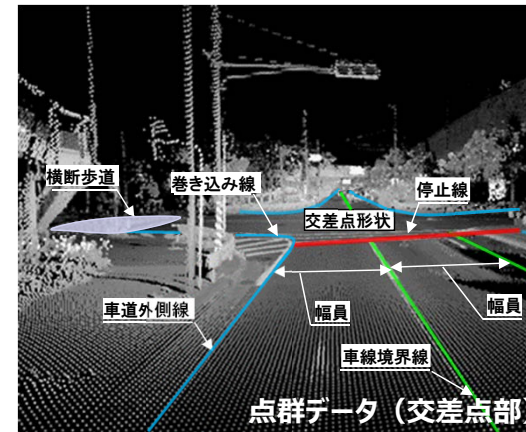 横断歩道
巻き込み線
停止線
交差点形状
車道外側線
幅員
幅員
車線境界線
点群データ（交差点部）